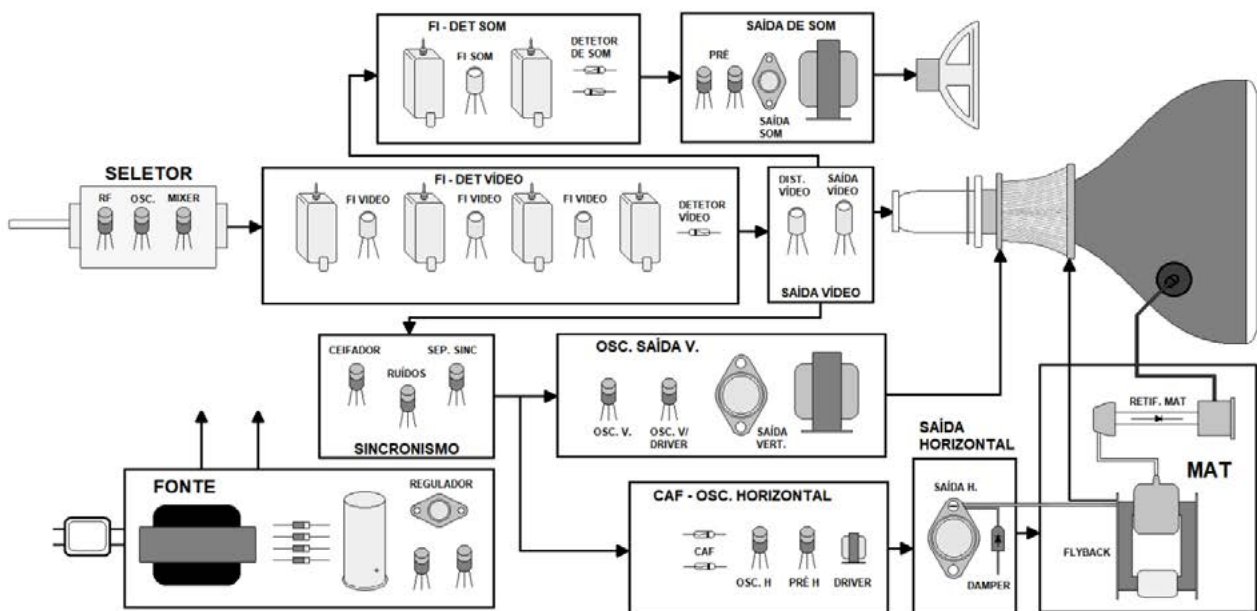 FI - DET SOM
FI SOM
DETETOR
DE SOM
SAÍDA DE SOM
PRÉ
SAÍDA
SOM
SELETOR
RF
OSC.
MIXER
FI - DET VÍDEO
FI VIDEO
FI VIDEO
FI VIDEO
DETETOR
VÍDEO
DIST.
VÍDEO
SAÍDA
VÍDEO
SAÍDA VÍDEO
CEIFADOR
RUÍDOS
SEP. SINC
SINCRONISMO
OSC. SAÍDA V.
OSC. V.
OSC. V/
DRIVER
SAÍDA
VERT.
FONTE
REGULADOR
CAF - OSC. HORIZONTAL
CAF
OSC. H
PRÉ H
DRIVER
SAÍDA
HORIZONTAL
SAÍDA H.
DAMPER
RETIF. MAT
MAT
FLYBACK